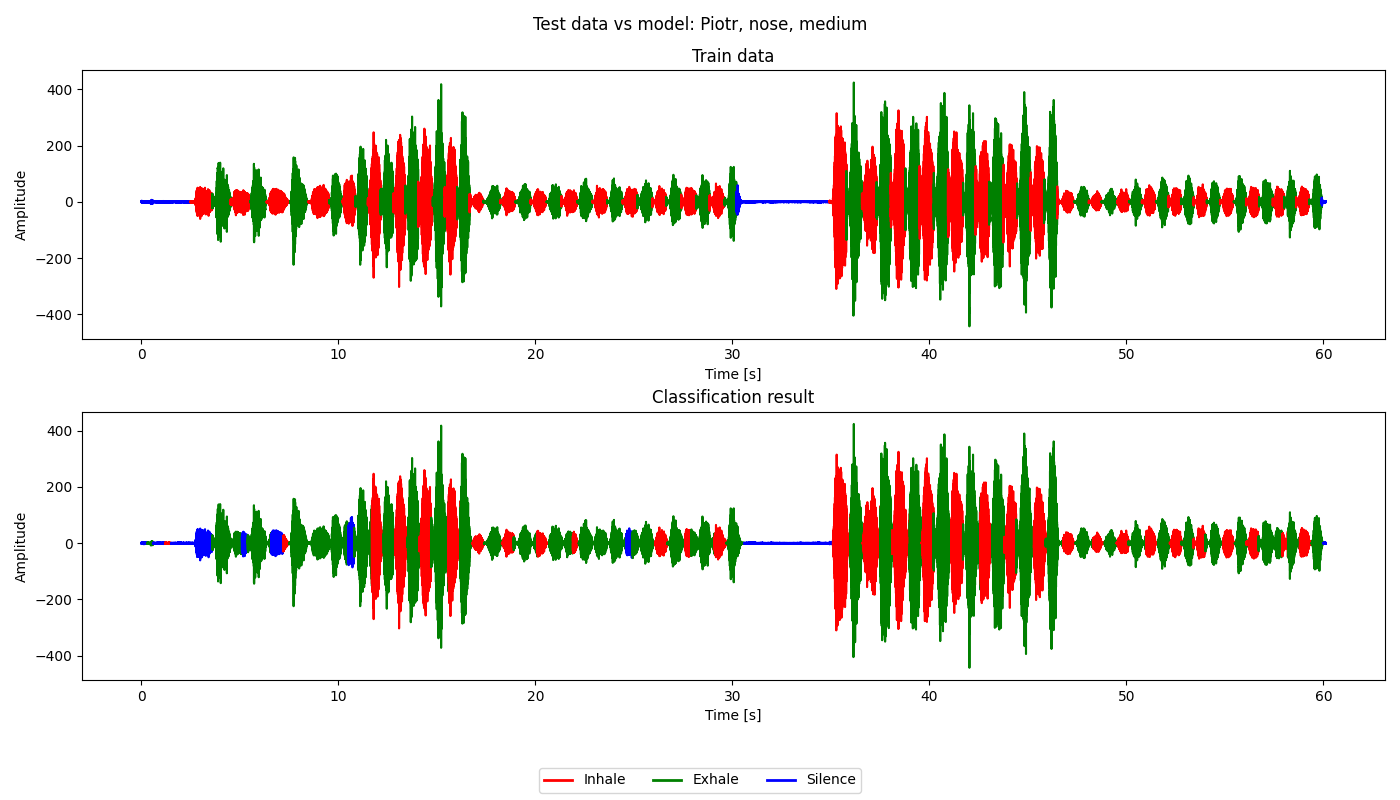 Test data vs model: Piotr, nose, medium
Train data
400
200
0
−200
−400
Amplitude
0 10 20 30 40 50 60
Time [s]
Classification result
400
200
0
−200
−400
Amplitude
0 10 20 30 40 50 60
Time [s]
Inhale Exhale Silence